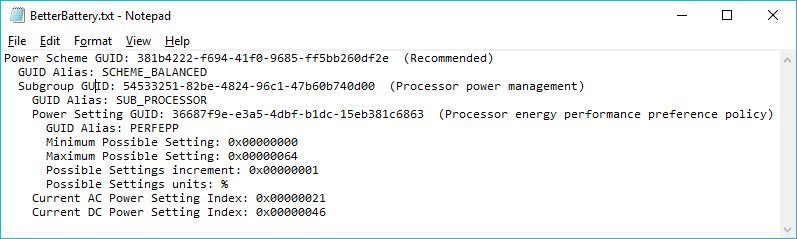 BetterBattery.txt - Notepad
File Edit Format View Help
Power Scheme GUID: 381b4222-f694-41f0-9685-ff5bb260df2e  (Recommended)
  GUID Alias: SCHEME_BALANCED
  Subgroup GUID: 54533251-82be-4824-96c1-47b60b740d00  (Processor power management)
    GUID Alias: SUB_PROCESSOR
    Power Setting GUID: 36687f9e-e3a5-4dbf-b1dc-15eb381c6863  (Processor energy performance preference policy)
      GUID Alias: PERFEPP
      Minimum Possible Setting: 0x00000000
      Maximum Possible Setting: 0x00000064
      Possible Settings increment: 0x00000001
      Possible Settings units: %
    Current AC Power Setting Index: 0x00000021
    Current DC Power Setting Index: 0x00000046